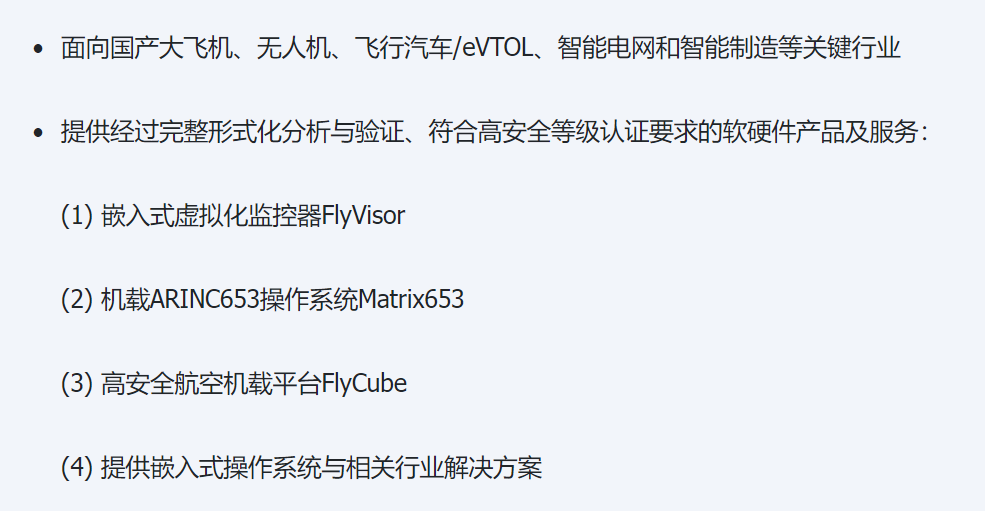 • 面向国产大飞机、无人机、飞行汽车/eVTOL、智能电网和智能制造等关键行业
• 提供经过完整形式化分析与验证、符合高安全等级认证要求的软硬件产品及服务：
(1) 嵌入式虚拟化监控器FlyVisor
(2) 机载ARINC653操作系统Matrix653
(3) 高安全航空机载平台FlyCube
(4) 提供嵌入式操作系统与相关行业解决方案